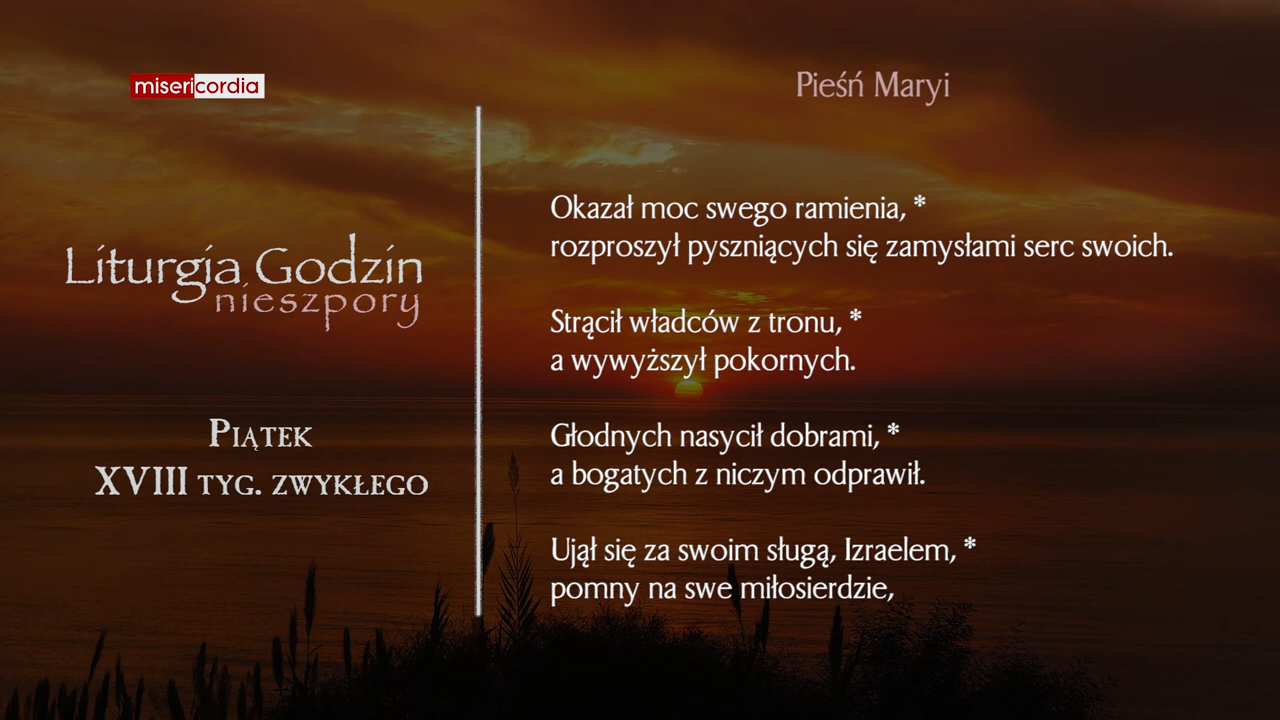 misericordia
Liturgia Godzin
nieszpory
Piątek
XVIII tyg. zwykłego
Pieśń Maryi
Okazał moc swego ramienia, *
rozproszył pyszniących się zamysłami serc swoich.
Strącił władców z tronu, *
a wywyższył pokornych.
Głodnych nasycił dobrami, *
a bogatych z niczym odprawił.
Ujął się za swoim sługą, Izraelem, *
pomny na swe miłosierdzie,